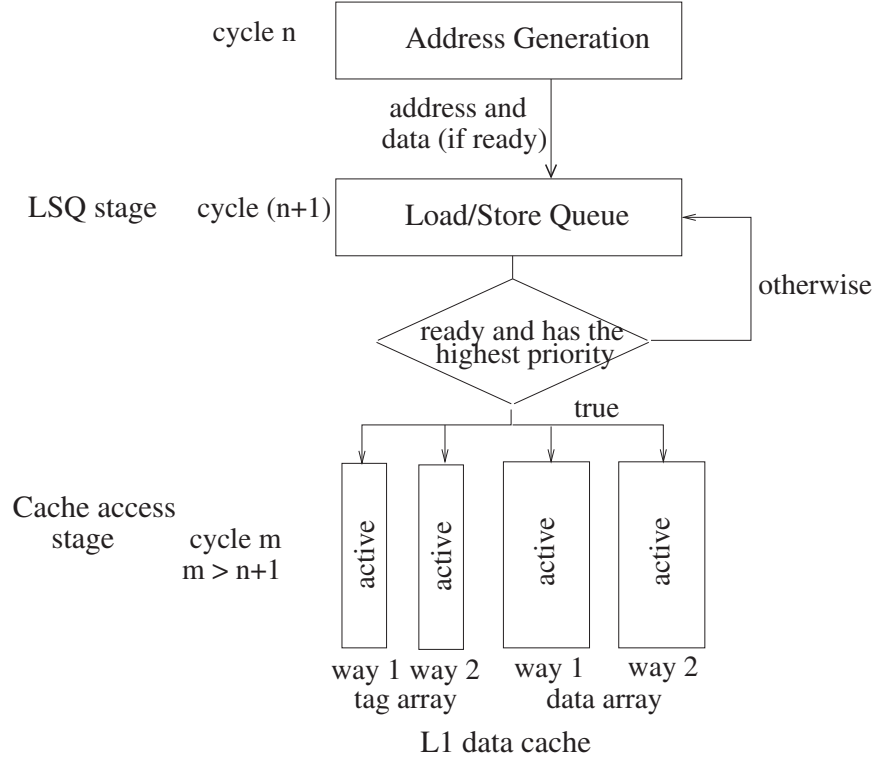 cycle n
Address Generation
address and
data (if ready)
LSQ stage
cycle (n+1)
Load/Store Queue
otherwise
ready and has the
highest priority
true
Cache access
stage
cycle m
m > n+1
active
active
active
active
way 1
way 2
way 1
way 2
tag array
data array
L1 data cache